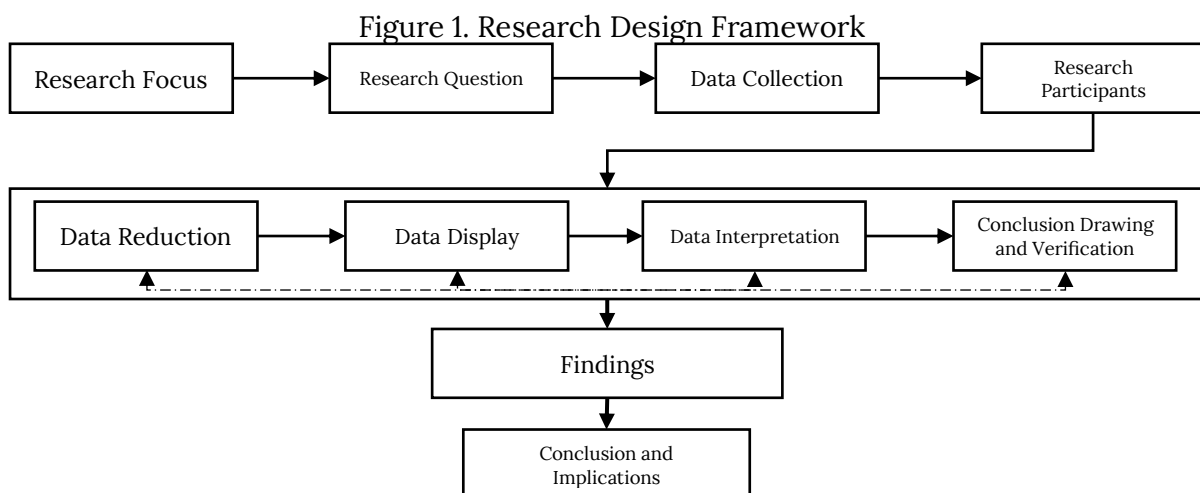 Figure 1. Research Design Framework
Research Focus
Research Question
Data Collection
Research
Participants
Data Reduction
Data Display
Data Interpretation
Conclusion Drawing
and Verification
Findings
Conclusion and
Implications